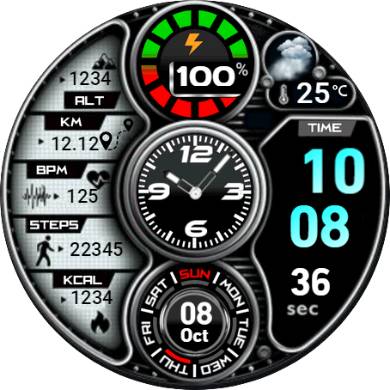 1234
ALT
KM
12.12
BPM
125
STEPS
22345
KCAL
1234
100%
12
3
6
9
SUN
MON
TUE
WED
THU
FRI
SAT
08
Oct
25°C
TIME
10
08
36
sec